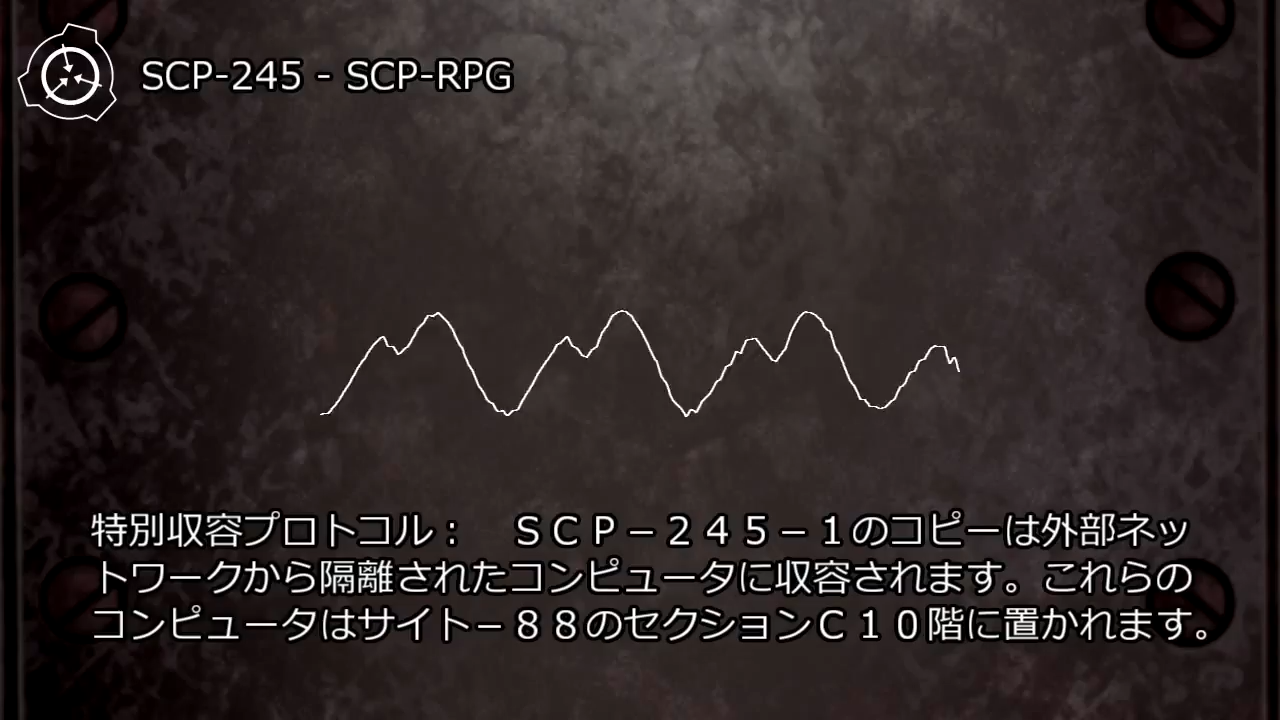 SCP-245 - SCP-RPG
特別収容プロトコル：　ＳＣＰ－２４５－１のコピーは外部ネッ
トワークから隔離されたコンピュータに収容されます。これらの
コンピュータはサイト－８８のセクションＣ１０階に置かれます。